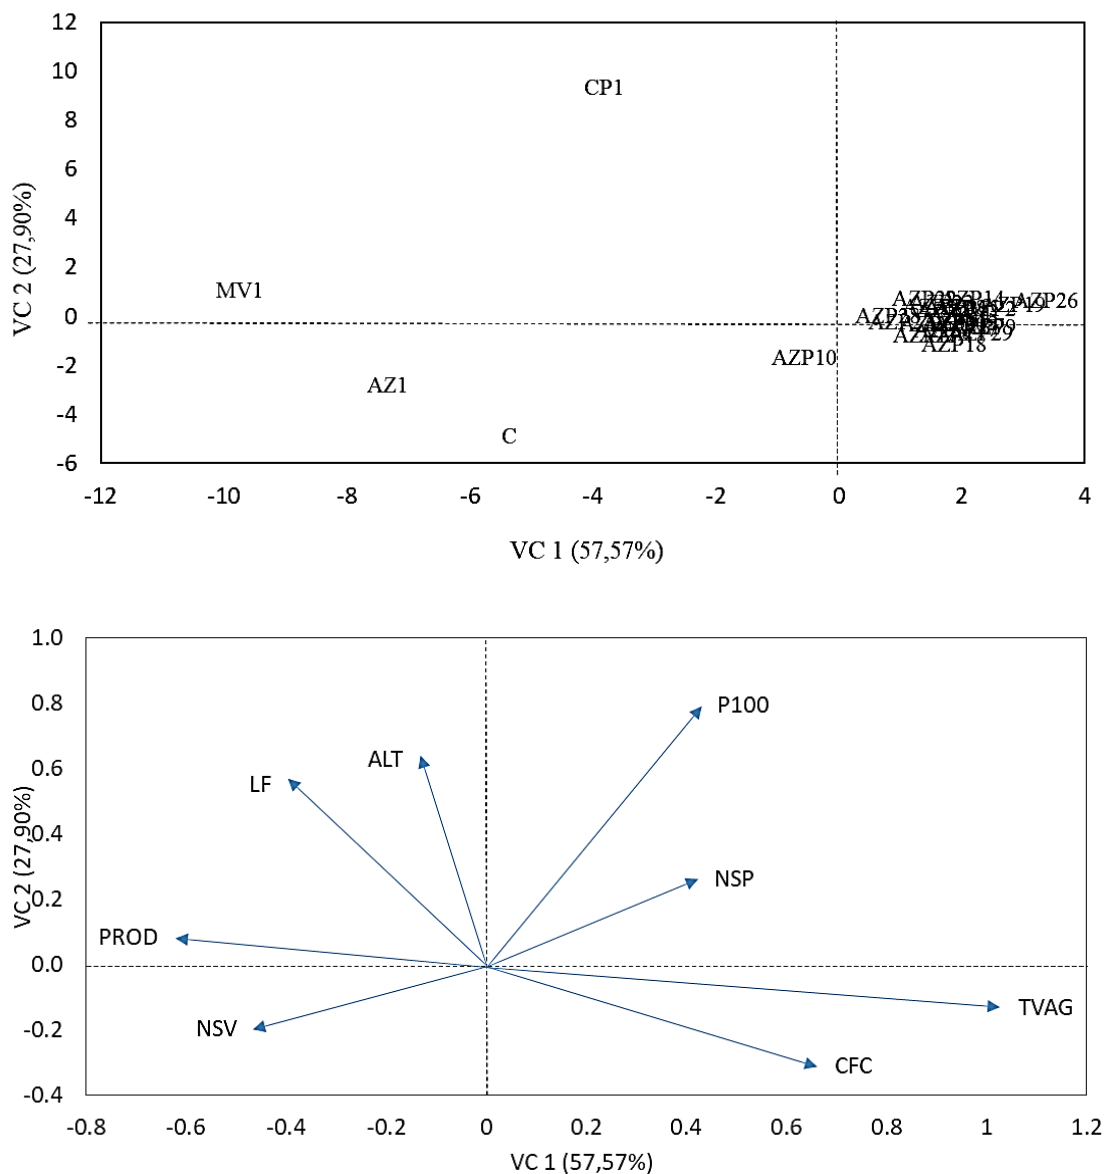 12
10
8
6
4
2
0
-2
-4
-6
VC 2 (27,90%)
CP1
MV1
AZ1
C
AZP10
AZP14
AZP19
AZP26
AZP18
-12 -10 -8 -6 -4 -2 0 2 4
VC 1 (57,57%)
1.0
0.8
0.6
0.4
0.2
0.0
-0.2
-0.4
VC 2 (27,90%)
P100
ALT
LF
NSP
PROD
NSV
TVAG
CFC
-0.8 -0.6 -0.4 -0.2 0 0.2 0.4 0.6 0.8 1 1.2
VC 1 (57,57%)